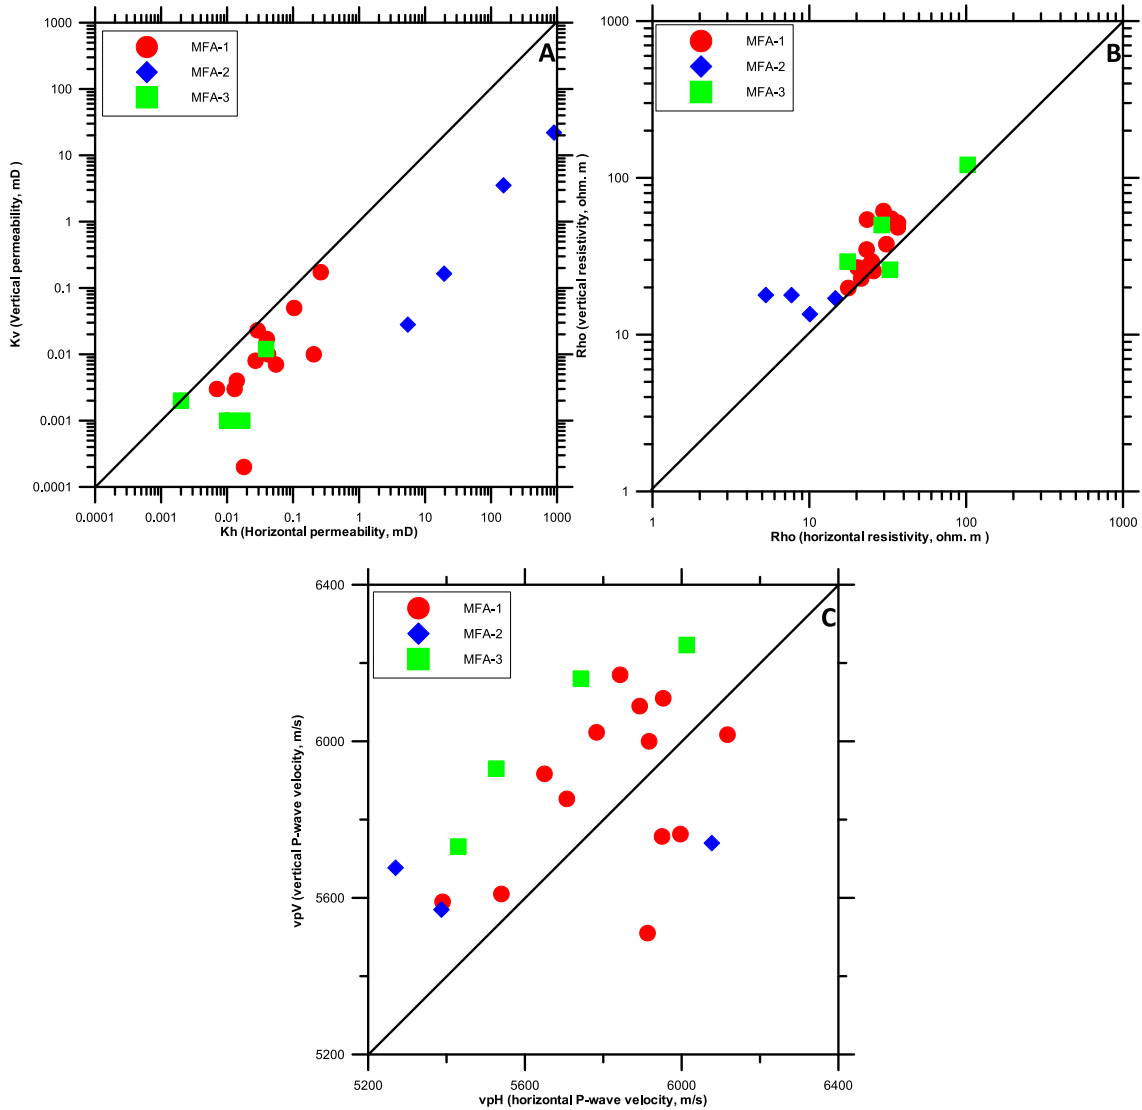 A
MFA-1
MFA-2
MFA-3
Kv (Vertical permeability, mD )
1000
100
10
1
0.1
0.01
0.001
0.0001
0.0001 0.001 0.01 0.1 1 10 100 1000
Kh (Horizontal permeability, mD)
B
MFA-1
MFA-2
MFA-3
Rho (vertical resistivity, ohm. m )
1000
100
10
1
1 10 100 1000
Rho (horizontal resistivity, ohm. m )
C
MFA-1
MFA-2
MFA-3
vpV (vertical P-wave velocity, m/s)
6400
6000
5600
5200
5200 5600 6000 6400
vpH (horizontal P-wave velocity, m/s)